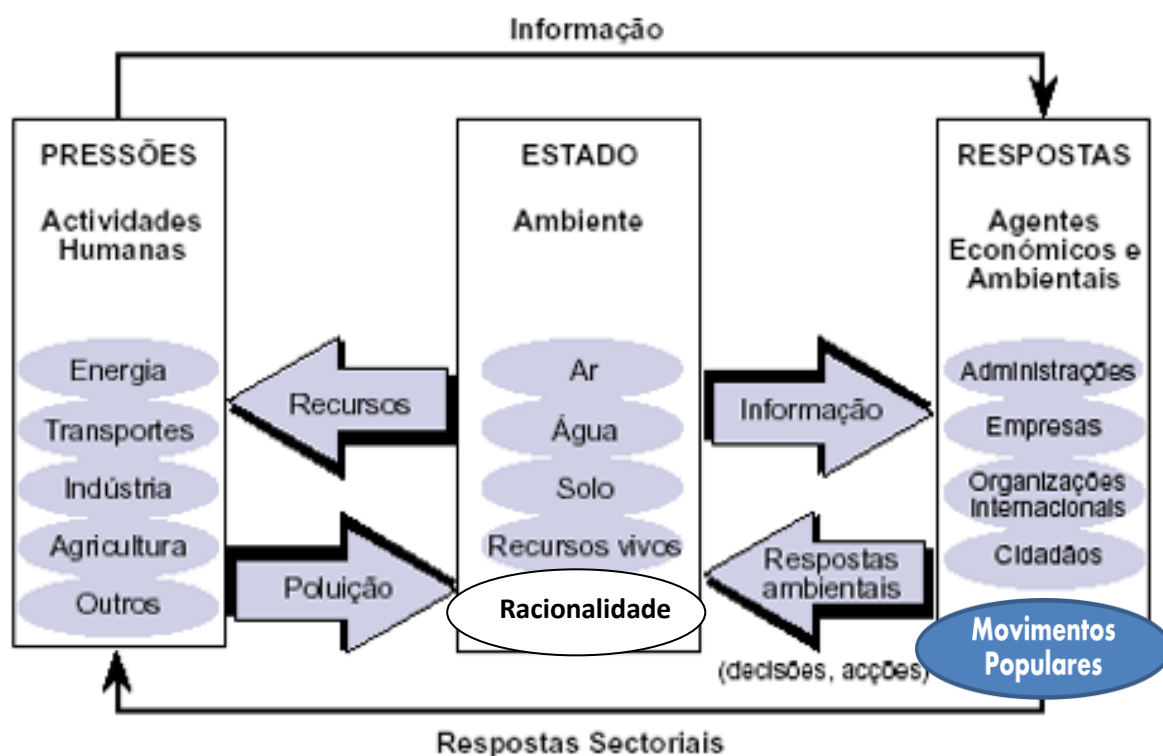 Informação
PRESSÕES
Actividades
Humanas
Energia
Transportes
Indústria
Agricultura
Outros
Recursos
Poluição
ESTADO
Ambiente
Ar
Água
Solo
Recursos vivos
Racionalidade
Informação
Respostas
ambientais
(decisões, acções)
RESPOSTAS
Agentes
Económicos e
Ambientais
Administrações
Empresas
Organizações
Internacionais
Cidadãos
Movimentos
Populares
Respostas Sectoriais